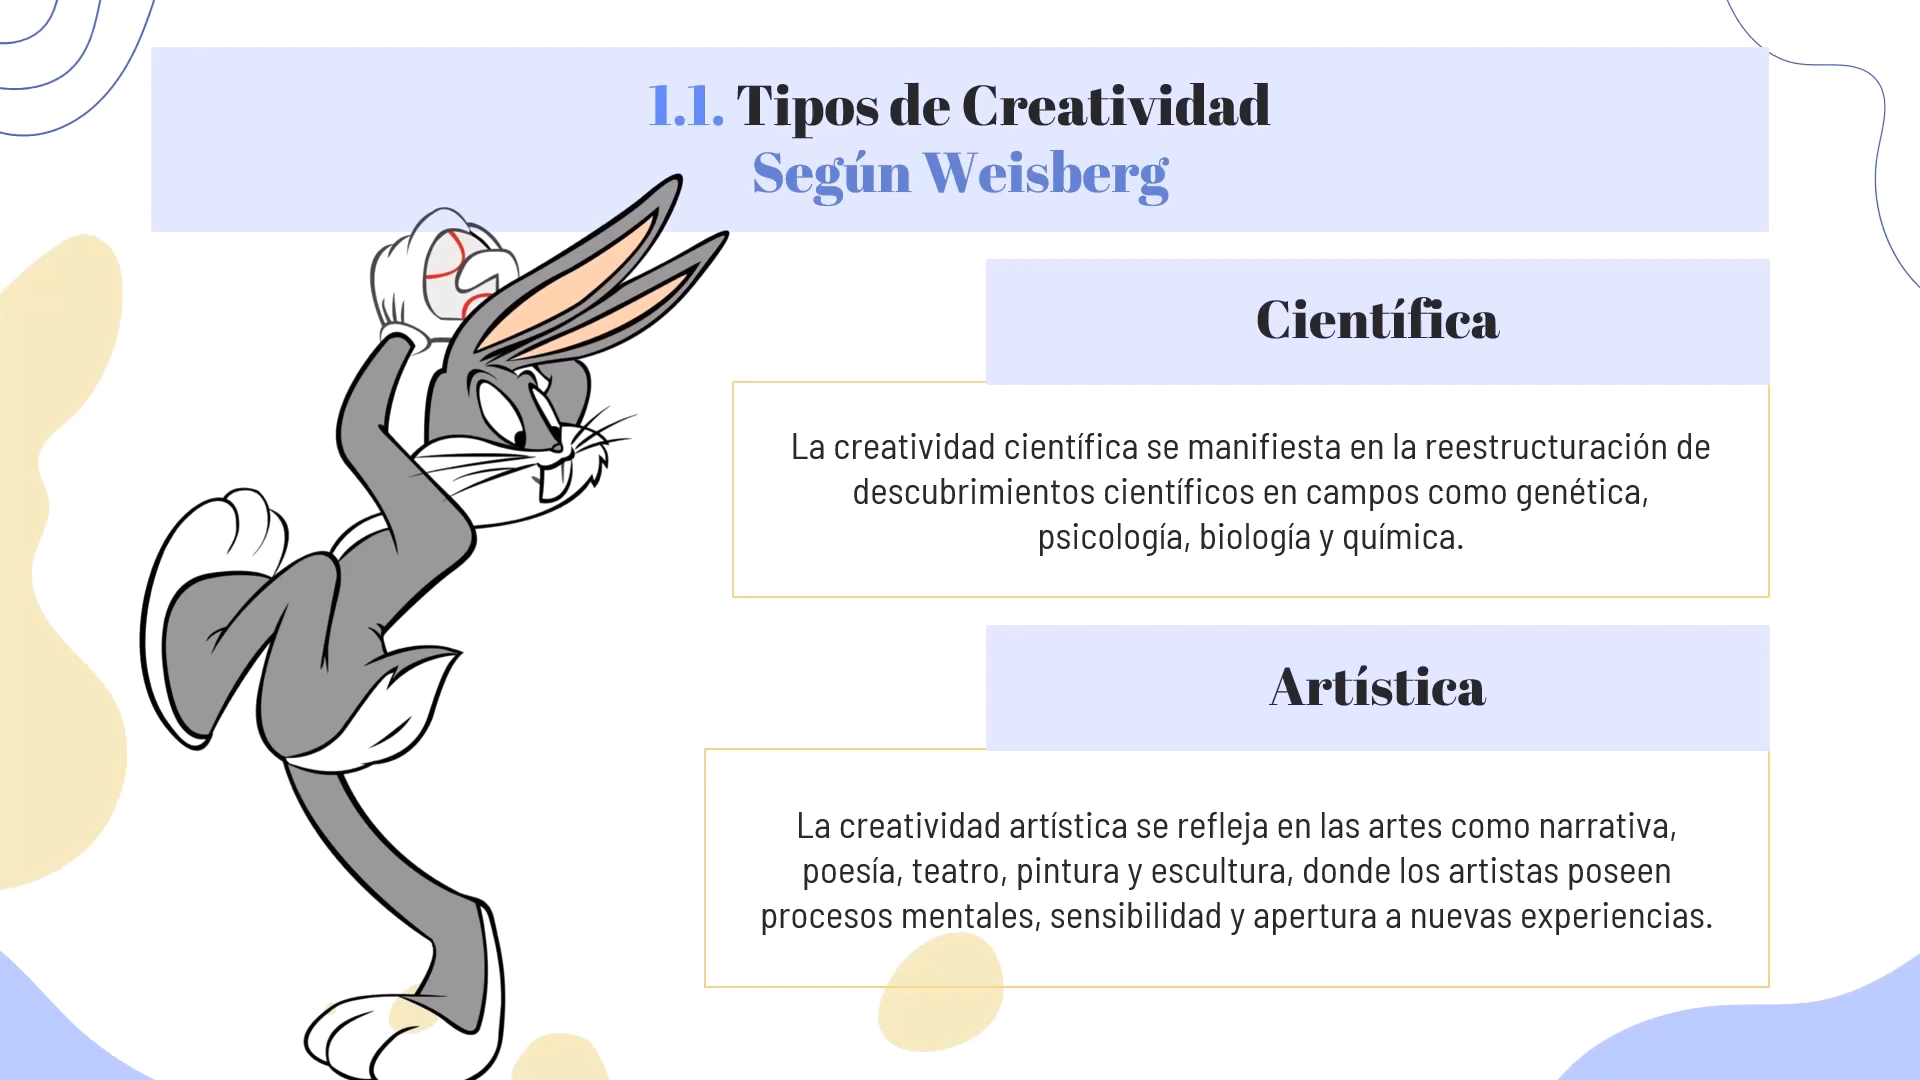 1.1. Tipos de Creatividad
Según Weisberg
Científica
La creatividad científica se manifiesta en la reestructuración de
descubrimientos científicos en campos como genética,
psicología, biología y química.
Artística
La creatividad artística se refleja en las artes como narrativa,
poesía, teatro, pintura y escultura, donde los artistas poseen
procesos mentales, sensibilidad y apertura a nuevas experiencias.